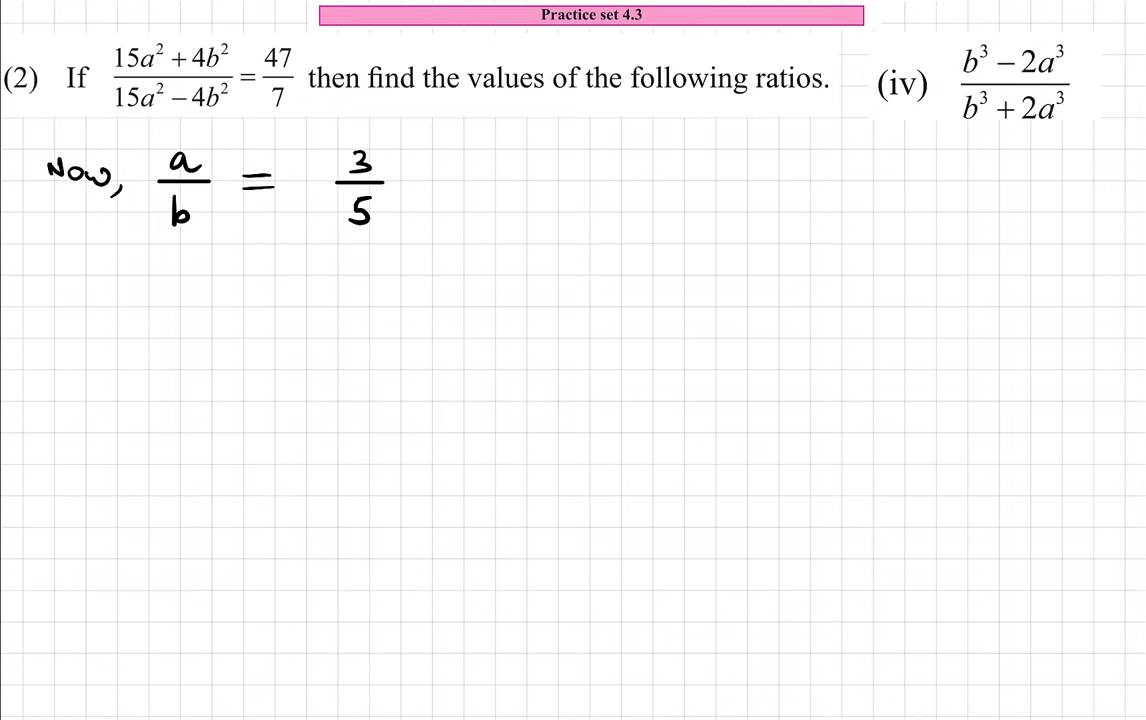 Practice set 4.3
(2) If (15a² + 4b²)/(15a² − 4b²) = 47/7 then find the values of the following ratios. (iv) (b³ − 2a³)/(b³ + 2a³)
Now, a/b = 3/5